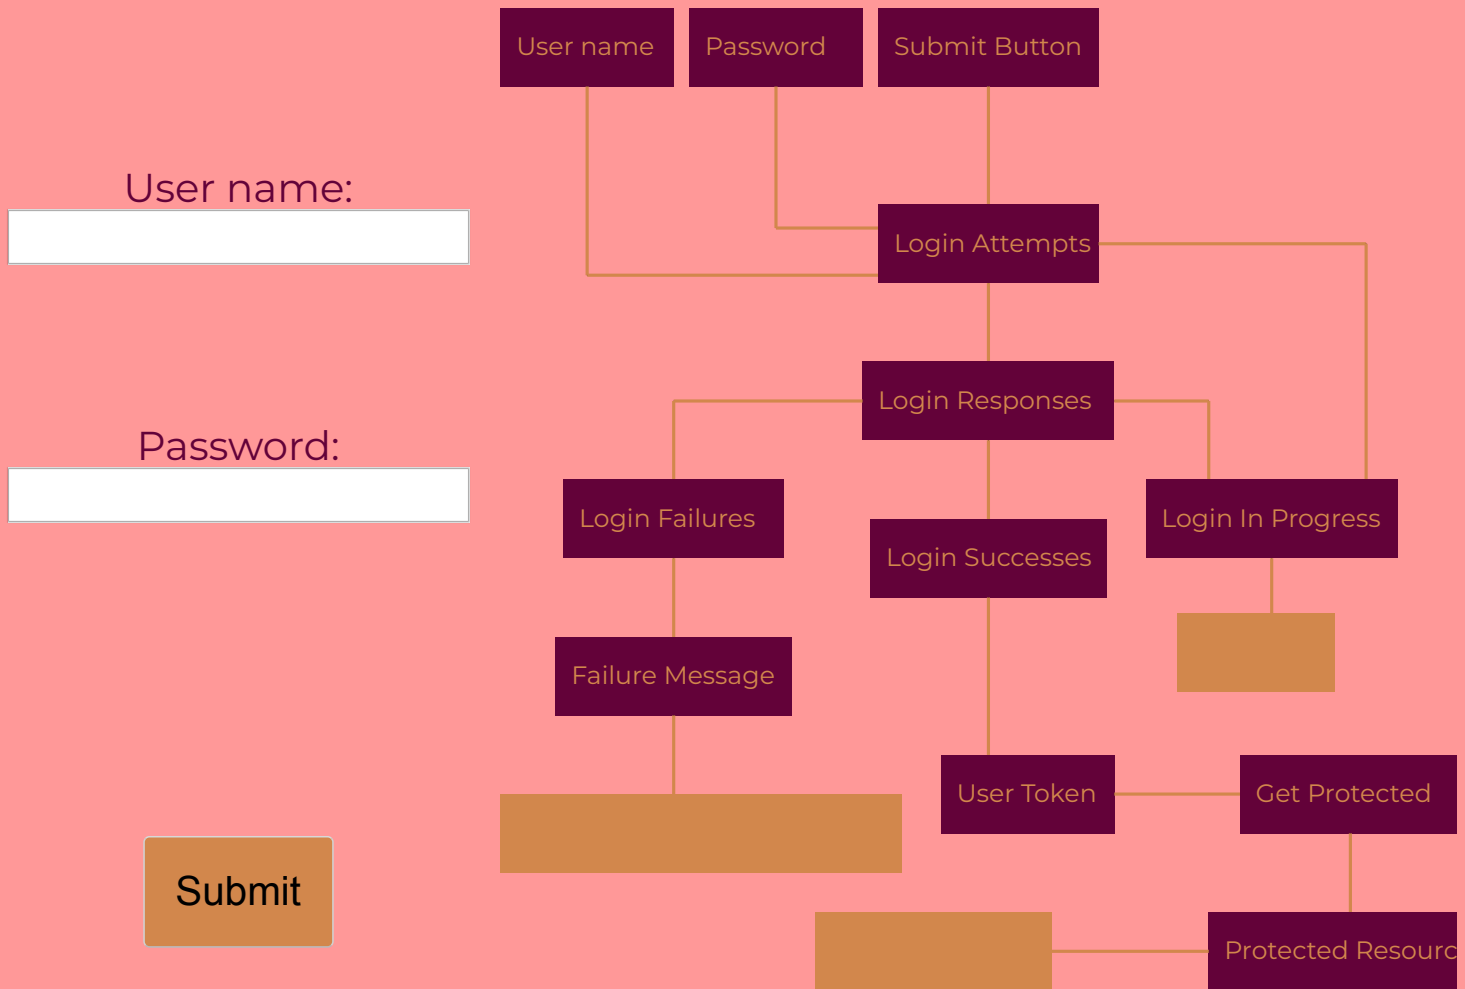 User name
Password
Submit Button
User name:
Login Attempts
Login Responses
Password:
Login Failures
Login In Progress
Login Successes
Failure Message
User Token
Get Protected
Submit
Protected Resourc